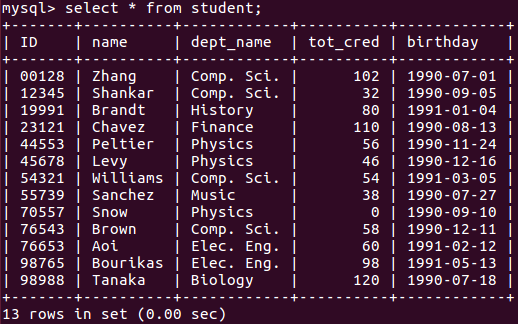 mysql> select * from student;
+-------+----------+------------+----------+------------+
| ID    | name     | dept_name  | tot_cred | birthday   |
+-------+----------+------------+----------+------------+
| 00128 | Zhang    | Comp. Sci. |      102 | 1990-07-01 |
| 12345 | Shankar  | Comp. Sci. |       32 | 1990-09-05 |
| 19991 | Brandt   | History    |       80 | 1991-01-04 |
| 23121 | Chavez   | Finance    |      110 | 1990-08-13 |
| 44553 | Peltier  | Physics    |       56 | 1990-11-24 |
| 45678 | Levy     | Physics    |       46 | 1990-12-16 |
| 54321 | Williams | Comp. Sci. |       54 | 1991-03-05 |
| 55739 | Sanchez  | Music      |       38 | 1990-07-27 |
| 70557 | Snow     | Physics    |        0 | 1990-09-10 |
| 76543 | Brown    | Comp. Sci. |       58 | 1990-12-11 |
| 76653 | Aoi      | Elec. Eng. |       60 | 1991-02-12 |
| 98765 | Bourikas | Elec. Eng. |       98 | 1991-05-13 |
| 98988 | Tanaka   | Biology    |      120 | 1990-07-18 |
+-------+----------+------------+----------+------------+
13 rows in set (0.00 sec)